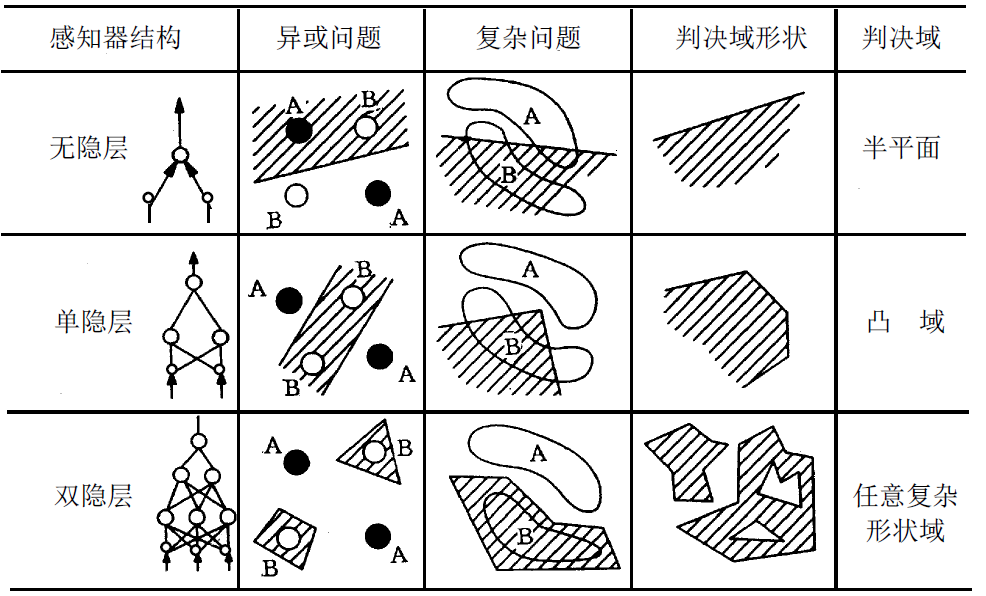 感知器结构 异或问题 复杂问题 判决域形状 判决域
无隐层 A B B A A B 半平面
单隐层 A B B A A B 凸 域
双隐层 A B B A A B 任意复杂
形状域